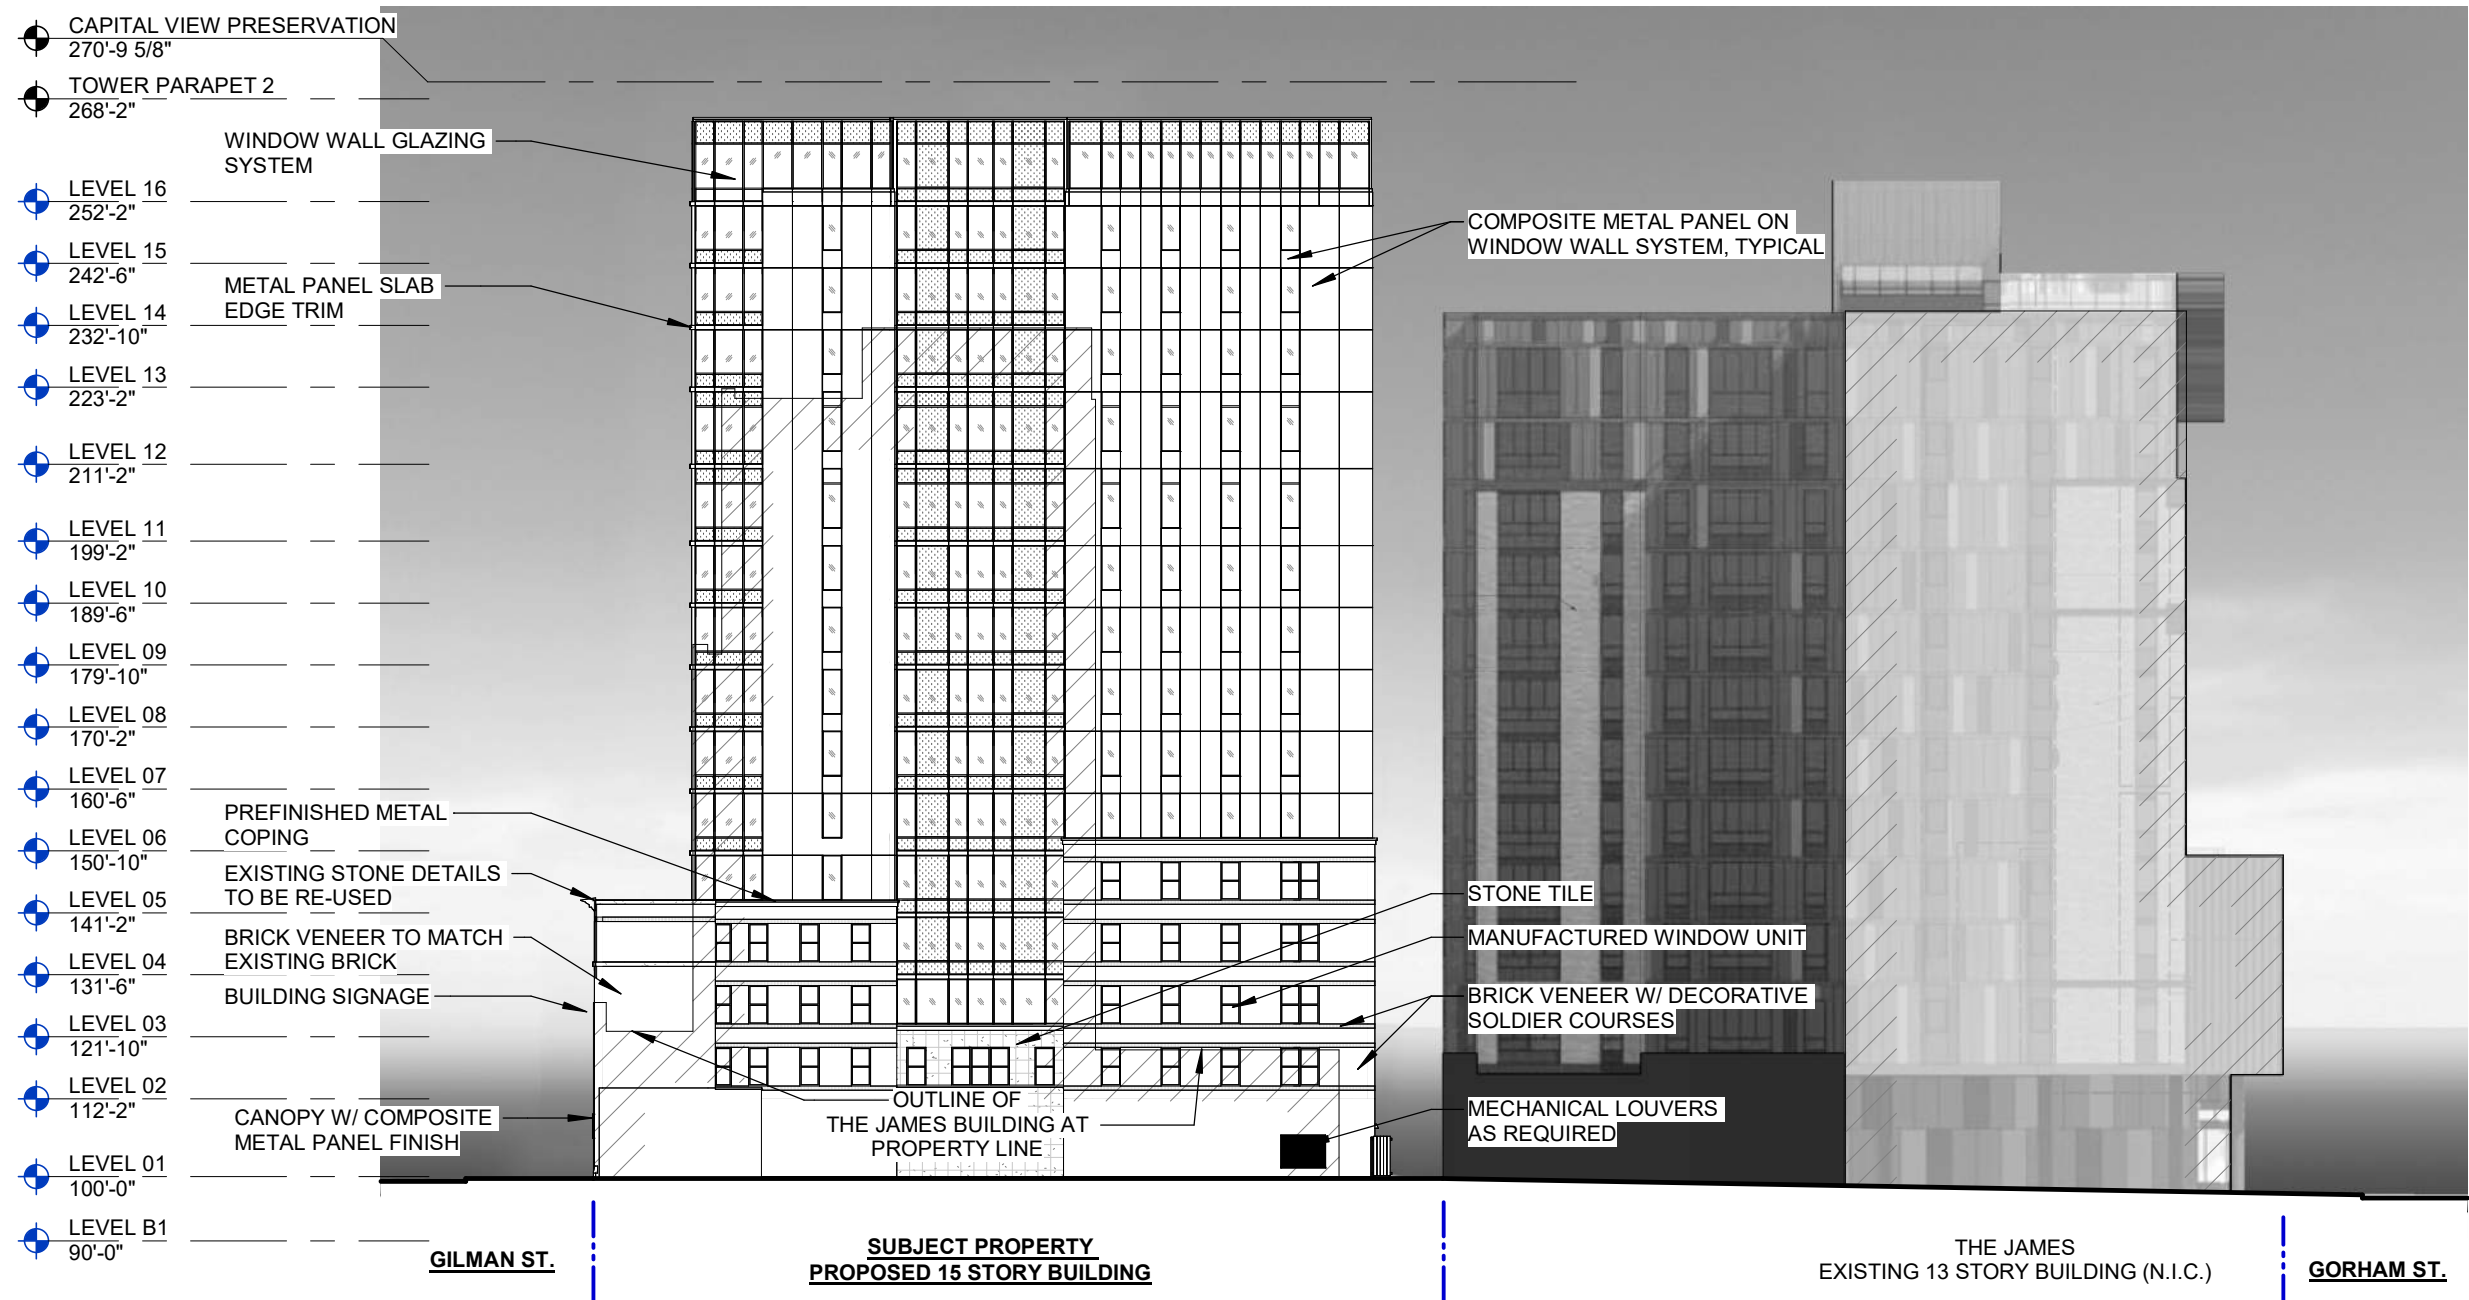 CAPITAL VIEW PRESERVATION
270'-9 5/8"
TOWER PARAPET 2
268'-2"
WINDOW WALL GLAZING
SYSTEM
LEVEL 16
252'-2"
LEVEL 15
242'-6"
METAL PANEL SLAB
EDGE TRIM
LEVEL 14
232'-10"
LEVEL 13
223'-2"
LEVEL 12
211'-2"
LEVEL 11
199'-2"
LEVEL 10
189'-6"
LEVEL 09
179'-10"
LEVEL 08
170'-2"
LEVEL 07
160'-6"
PREFINISHED METAL
COPING
LEVEL 06
150'-10"
EXISTING STONE DETAILS
TO BE RE-USED
LEVEL 05
141'-2"
BRICK VENEER TO MATCH
EXISTING BRICK
LEVEL 04
131'-6"
BUILDING SIGNAGE
LEVEL 03
121'-10"
LEVEL 02
112'-2"
CANOPY W/ COMPOSITE
METAL PANEL FINISH
LEVEL 01
100'-0"
LEVEL B1
90'-0"
COMPOSITE METAL PANEL ON
WINDOW WALL SYSTEM, TYPICAL
STONE TILE
MANUFACTURED WINDOW UNIT
BRICK VENEER W/ DECORATIVE
SOLDIER COURSES
OUTLINE OF
THE JAMES BUILDING AT
PROPERTY LINE
MECHANICAL LOUVERS
AS REQUIRED
GILMAN ST.
SUBJECT PROPERTY
PROPOSED 15 STORY BUILDING
THE JAMES
EXISTING 13 STORY BUILDING (N.I.C.)
GORHAM ST.